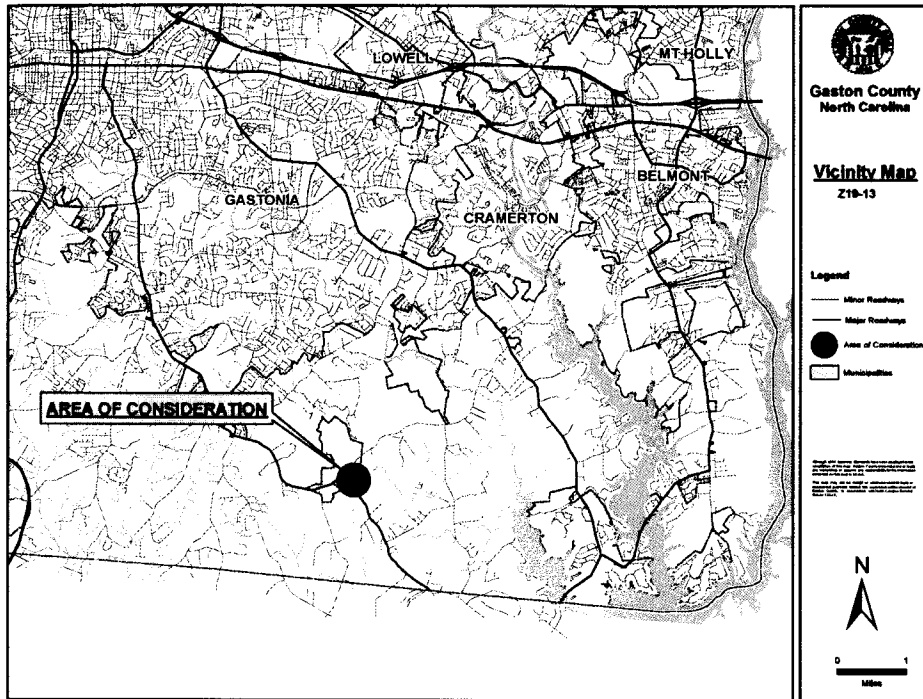 LOWELL
MT HOLLY
GASTONIA
CRAMERTON
BELMONT
AREA OF CONSIDERATION
Gaston County
North Carolina
Vicinity Map
Z19-13
Legend
Minor Roadways
Major Roadways
Area of Consideration
Municipalities
N
0 1
Miles